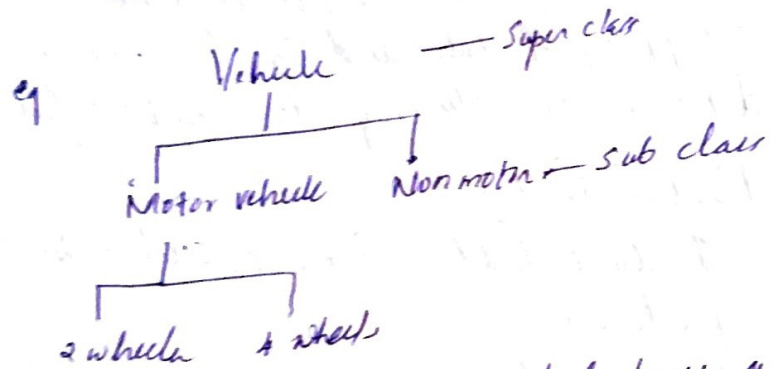 Vehicle — Super class
eg
Motor vehicle Non motor — Sub class
2 wheeler 4 wheels